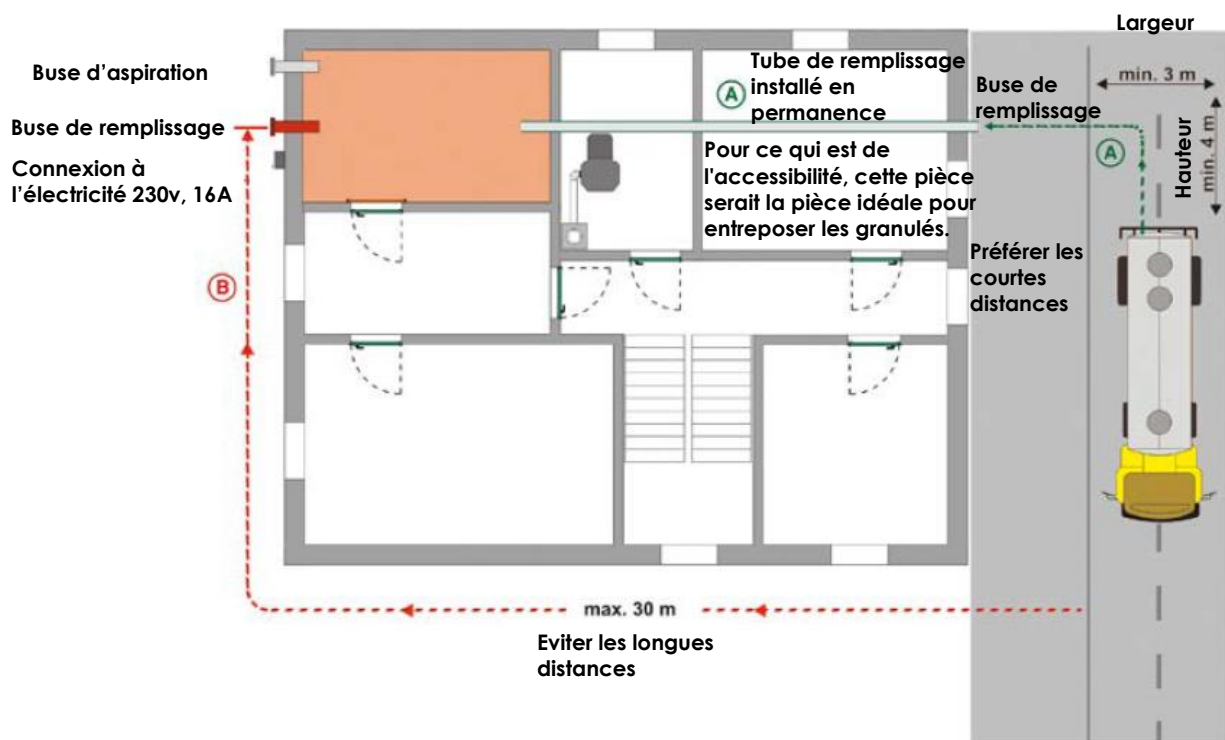 Largeur
min. 3 m
Hauteur
min. 4 m
Buse d’aspiration
Buse de remplissage
Connexion à
l’électricité 230v, 16A
A
Tube de remplissage
installé en
permanence
Buse de
remplissage
A
Pour ce qui est de
l'accessibilité, cette pièce
serait la pièce idéale pour
entreposer les granulés.
Préférer les
courtes
distances
B
max. 30 m
Eviter les longues
distances